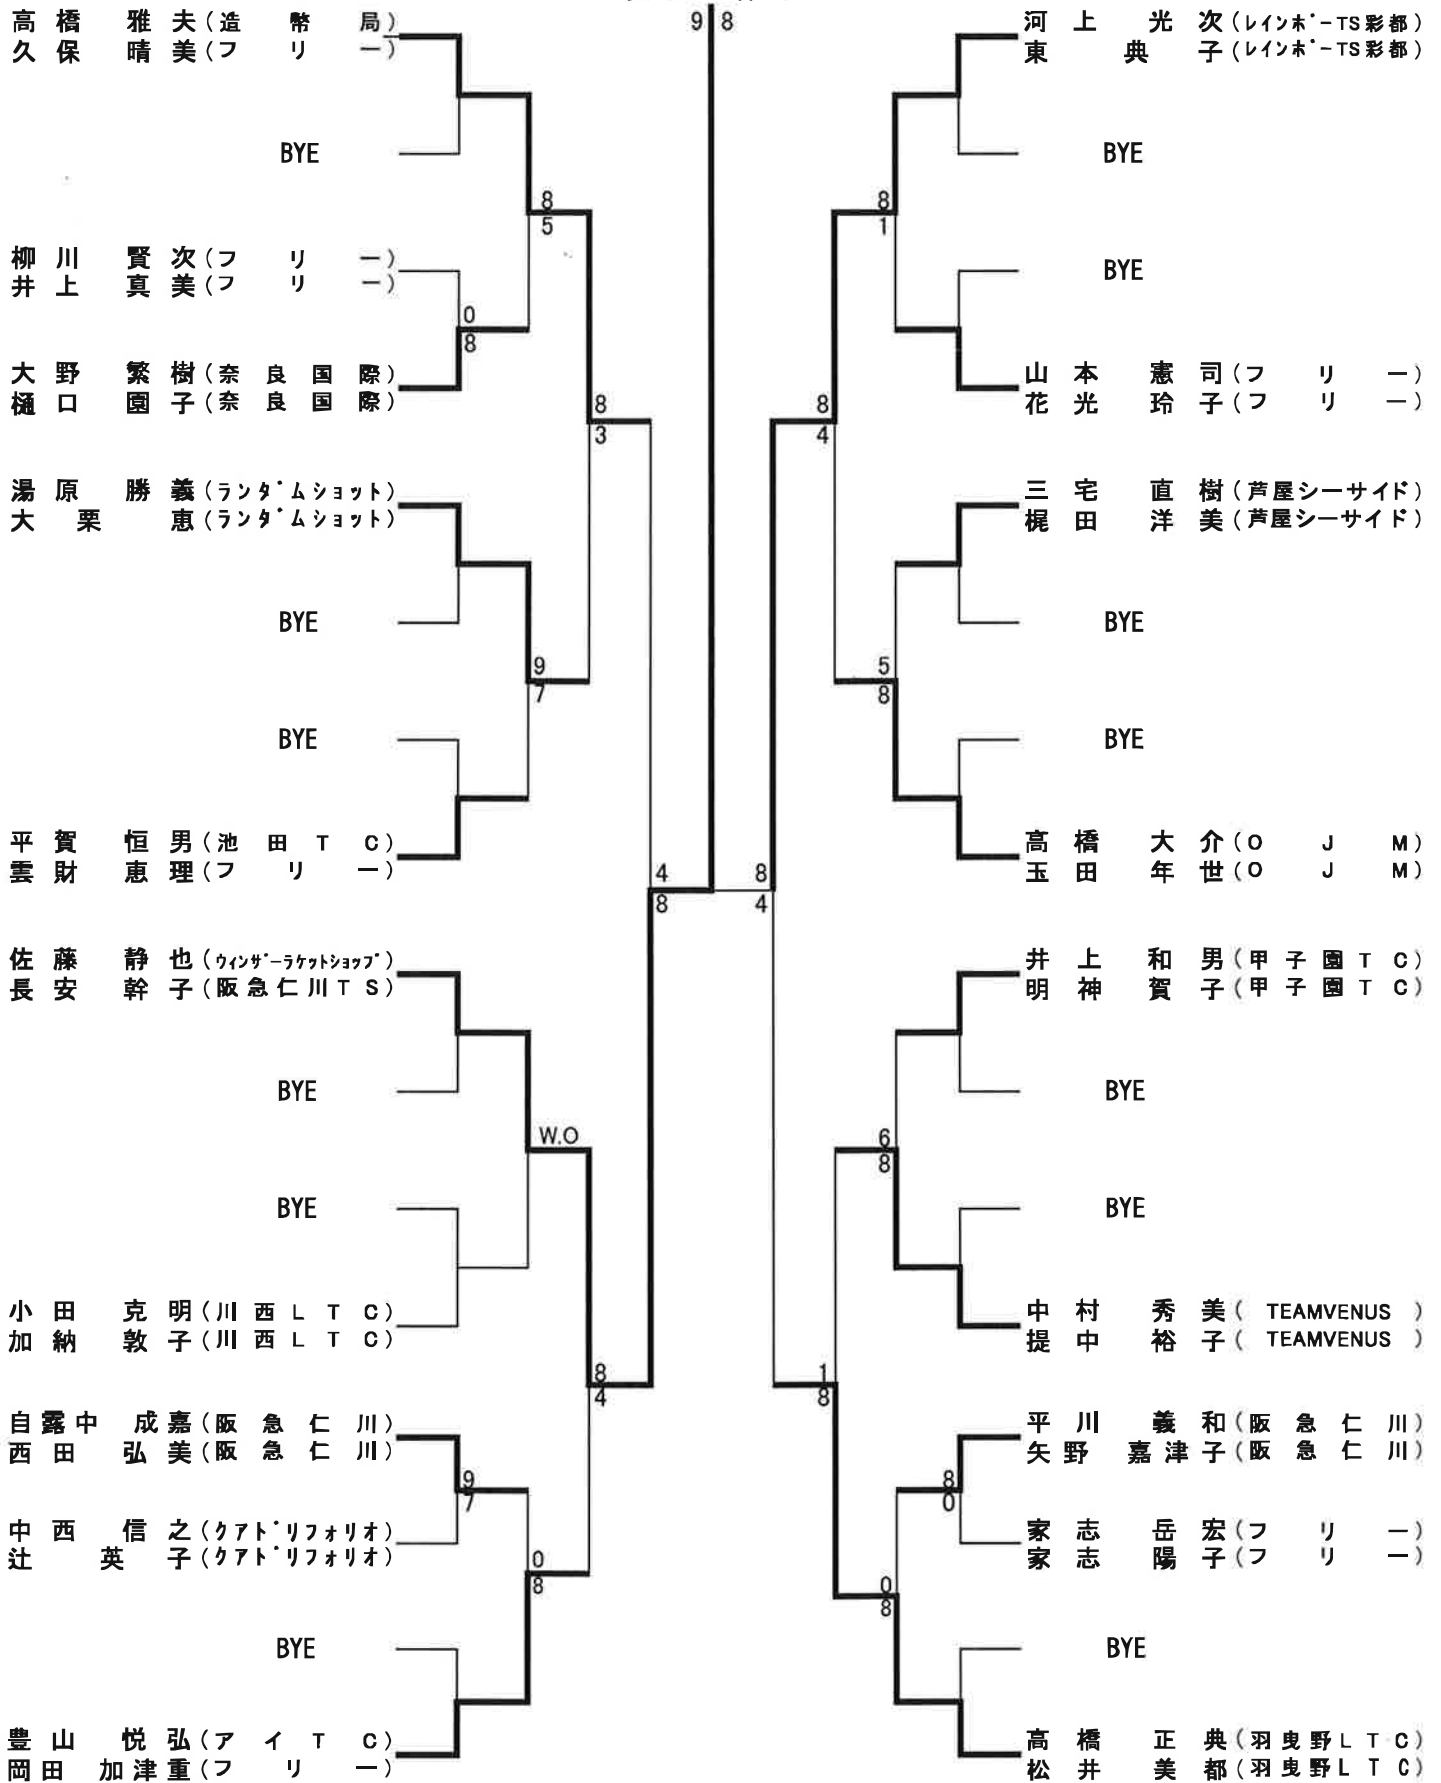 9 8
高橋 雅夫(造幣局)
久保 晴美(フリー)
BYE
8
5
柳川 賢次(フリー)
井上 真美(フリー)
0
8
大野 繁樹(奈良国際)
樋口 園子(奈良国際)
8
3
湯原 勝義(ランダムショット)
大栗 恵(ランダムショット)
BYE
9
7
BYE
平賀 恒男(池田TC)
雲財 恵理(フリー)
4
8
佐藤 静也(ウィンザーラケットショップ)
長安 幹子(阪急仁川TS)
BYE
W.O
BYE
小田 克明(川西LTC)
加納 敦子(川西LTC)
8
4
自露中 成嘉(阪急仁川)
西田 弘美(阪急仁川)
9
7
中西 信之(クアドリフォリオ)
辻 英子(クアドリフォリオ)
0
8
BYE
豊山 悦弘(アイTC)
岡田 加津重(フリー)
河上 光次(レインボーTS彩都)
東 典子(レインボーTS彩都)
BYE
8
1
BYE
山本 憲司(フリー)
花光 玲子(フリー)
8
4
三宅 直樹(芦屋シーサイド)
梶田 洋美(芦屋シーサイド)
BYE
5
8
BYE
高橋 大介(OJM)
玉田 年世(OJM)
8
4
井上 和男(甲子園TC)
明神 賀子(甲子園TC)
BYE
6
8
BYE
中村 秀美(TEAMVENUS)
提中 裕子(TEAMVENUS)
1
8
平川 義和(阪急仁川)
矢野 嘉津子(阪急仁川)
8
0
家志 岳宏(フリー)
家志 陽子(フリー)
0
8
BYE
高橋 正典(羽曳野LTC)
松井 美都(羽曳野LTC)